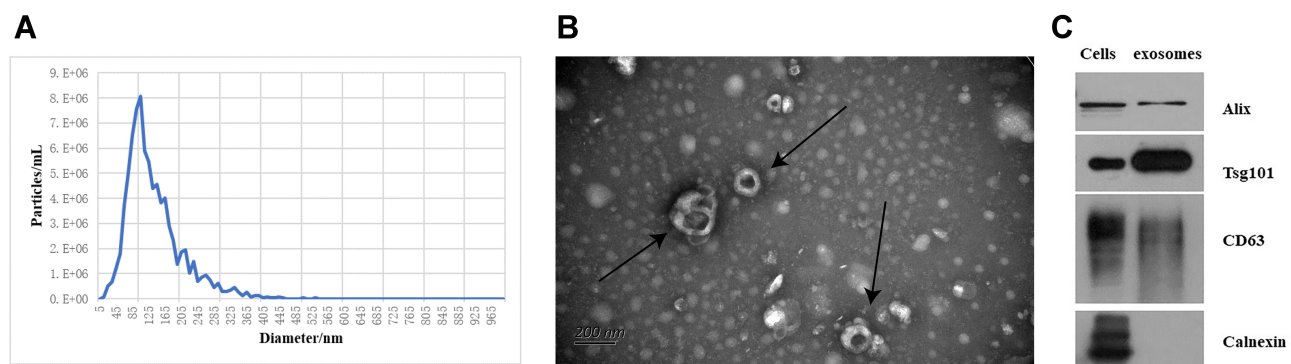 A
9. E+06
8. E+06
7. E+06
6. E+06
5. E+06
4. E+06
3. E+06
2. E+06
1. E+06
0. E+00
Particles/mL
5 45 85 125 165 205 245 285 325 365 405 445 485 525 565 605 645 685 725 765 805 845 885 925 965
Diameter/nm
B
200 nm
C
Cells exosomes
Alix
Tsg101
CD63
Calnexin